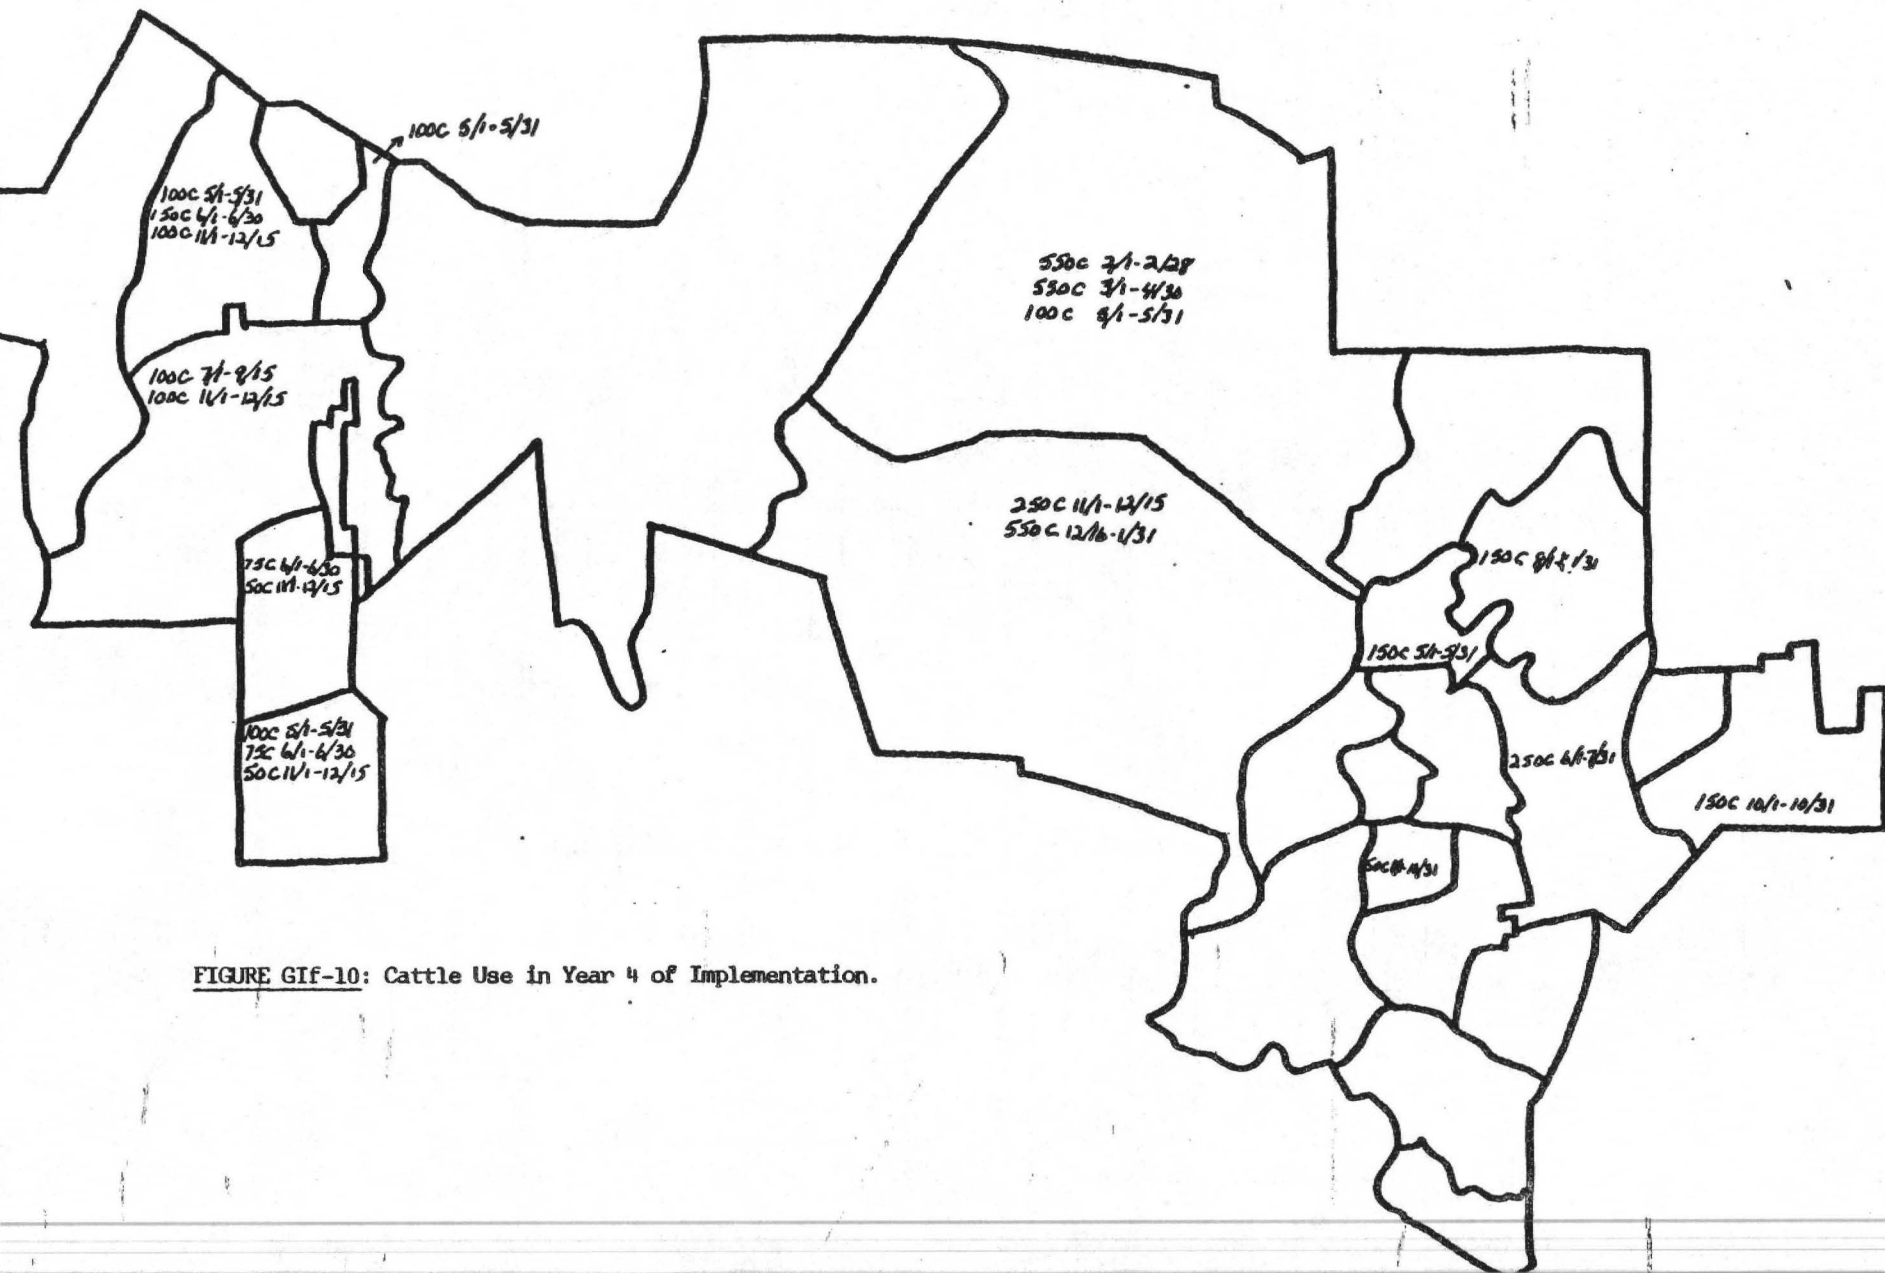 100C 5/1-5/31
100C 5/1-5/31
150C 6/1-6/30
100C 11/1-12/15
550C 2/1-2/28
550C 3/1-4/30
100C 5/1-5/31
100C 7/1-8/15
100C 11/1-12/15
250C 11/1-12/15
550C 12/16-1/31
75C 6/1-6/30
50C 11/1-12/15
150C
150C 5/1-5/31
100C 5/1-5/31
75C 6/1-6/30
50C 11/1-12/15
250C 6/1-7/31
150C 10/1-10/31
FIGURE GIf-10: Cattle Use in Year 4 of Implementation.